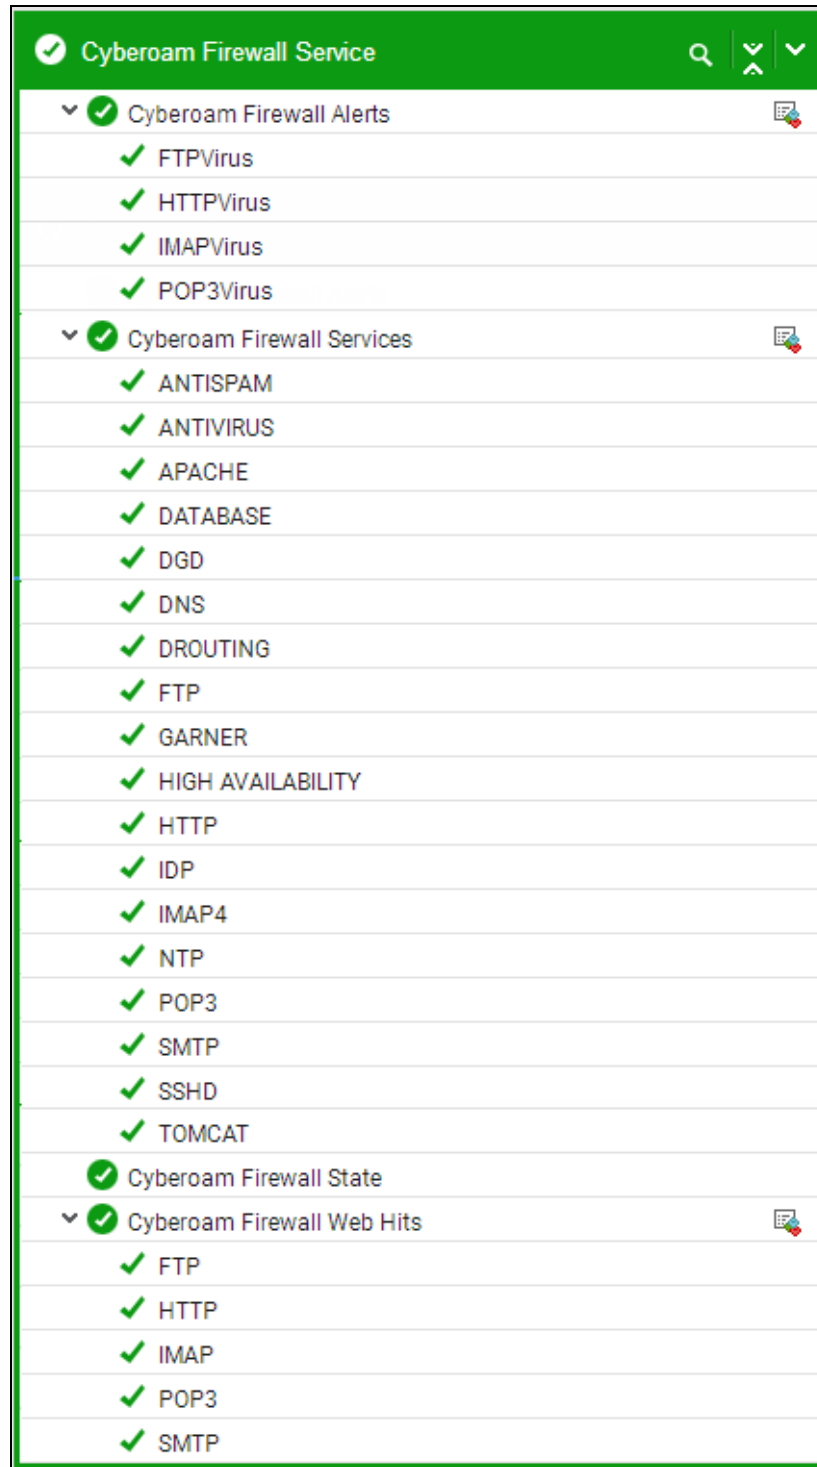 Cyberoam Firewall Service
Cyberoam Firewall Alerts
FTPVirus
HTTPVirus
IMAPVirus
POP3Virus
Cyberoam Firewall Services
ANTISPAM
ANTIVIRUS
APACHE
DATABASE
DGD
DNS
DROUTING
FTP
GARNER
HIGH AVAILABILITY
HTTP
IDP
IMAP4
NTP
POP3
SMTP
SSHD
TOMCAT
Cyberoam Firewall State
Cyberoam Firewall Web Hits
FTP
HTTP
IMAP
POP3
SMTP